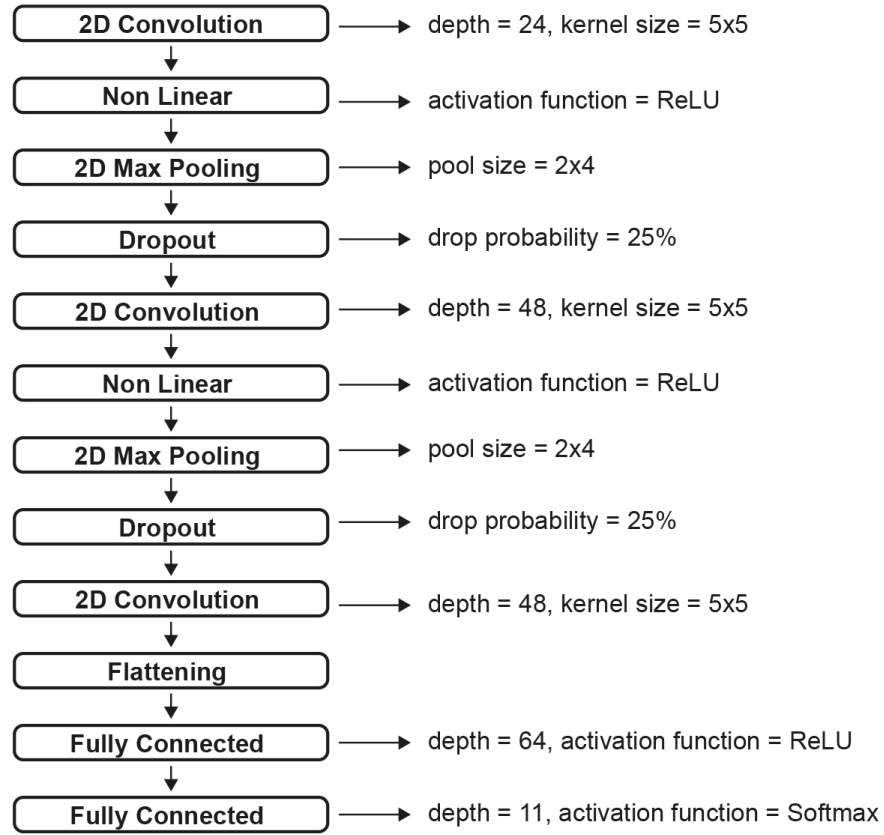 2D Convolution depth = 24, kernel size = 5x5
Non Linear activation function = ReLU
2D Max Pooling pool size = 2x4
Dropout drop probability = 25%
2D Convolution depth = 48, kernel size = 5x5
Non Linear activation function = ReLU
2D Max Pooling pool size = 2x4
Dropout drop probability = 25%
2D Convolution depth = 48, kernel size = 5x5
Flattening
Fully Connected depth = 64, activation function = ReLU
Fully Connected depth = 11, activation function = Softmax